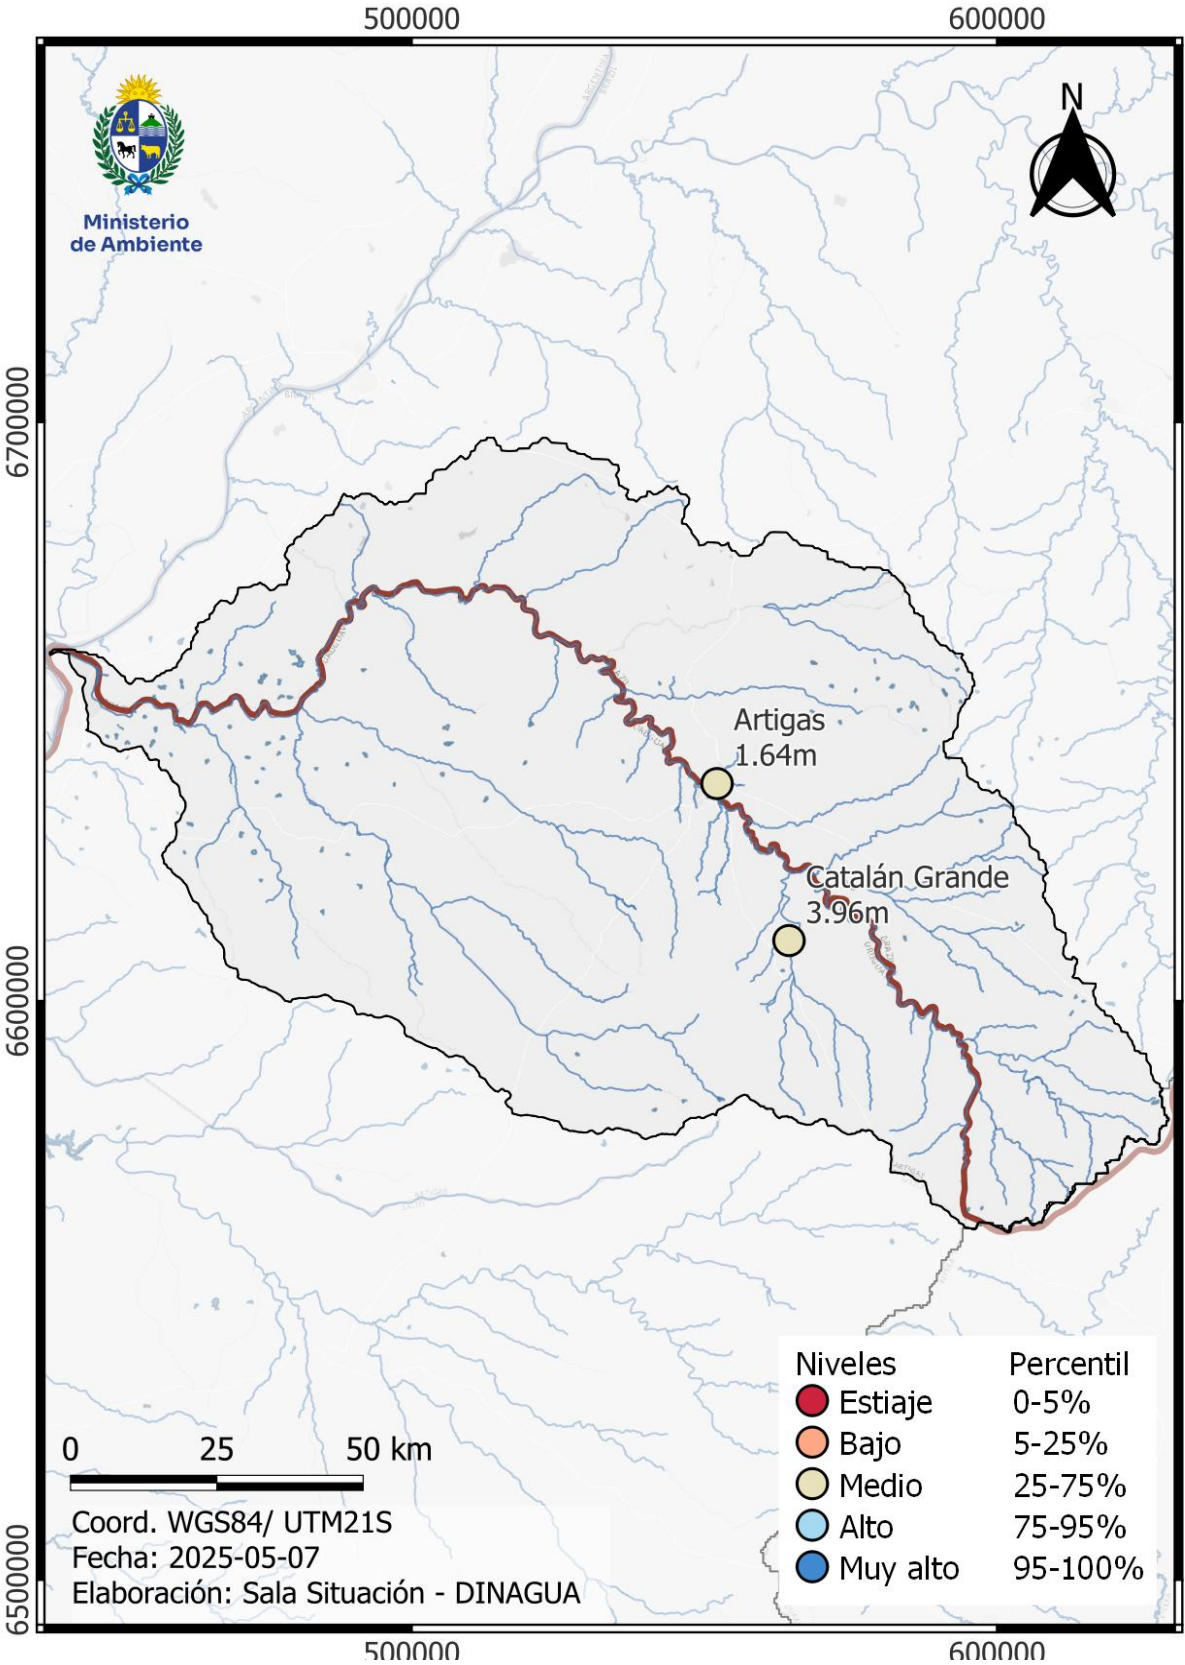 500000
600000
N
Ministerio
de Ambiente
ARGENTINA
BRASIL
6700000
Artigas
1.64m
Catalán Grande
3.96m
6600000
Niveles
Percentil
Estiaje
0-5%
Bajo
5-25%
Medio
25-75%
Alto
75-95%
Muy alto
95-100%
0
25
50 km
Coord. WGS84/ UTM21S
Fecha: 2025-05-07
Elaboración: Sala Situación - DINAGUA
6500000
500000
600000